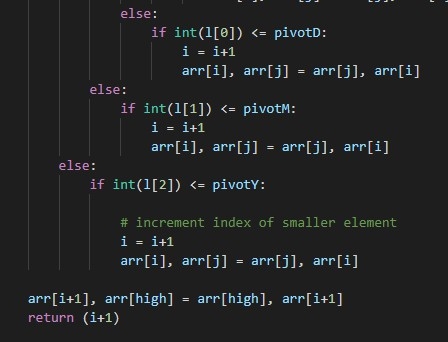 else:
if int(l[0]) <= pivotD:
i = i+1
arr[i], arr[j] = arr[j], arr[i]
else:
if int(l[1]) <= pivotM:
i = i+1
arr[i], arr[j] = arr[j], arr[i]
else:
if int(l[2]) <= pivotY:
# increment index of smaller element
i = i+1
arr[i], arr[j] = arr[j], arr[i]
arr[i+1], arr[high] = arr[high], arr[i+1]
return (i+1)